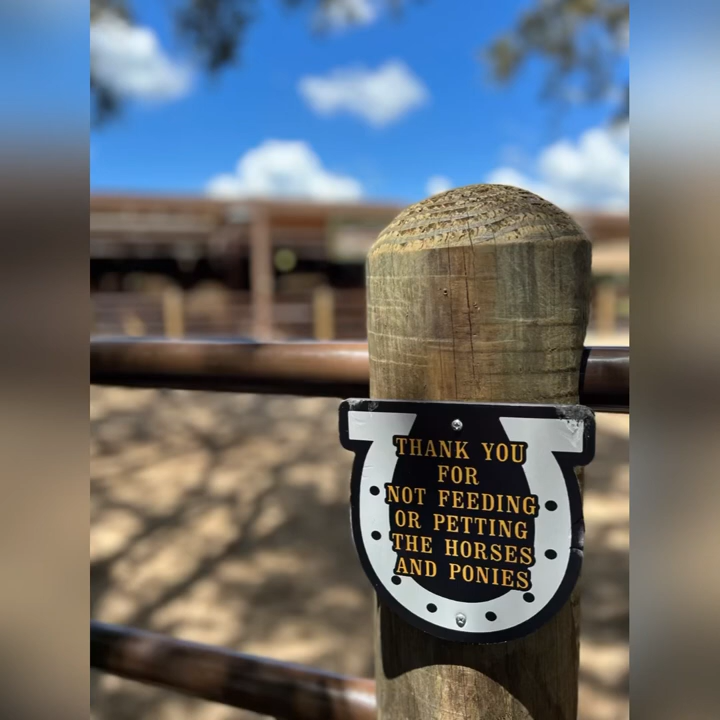 THANK YOU
FOR
NOT FEEDING
OR PETTING
THE HORSES
AND PONIES